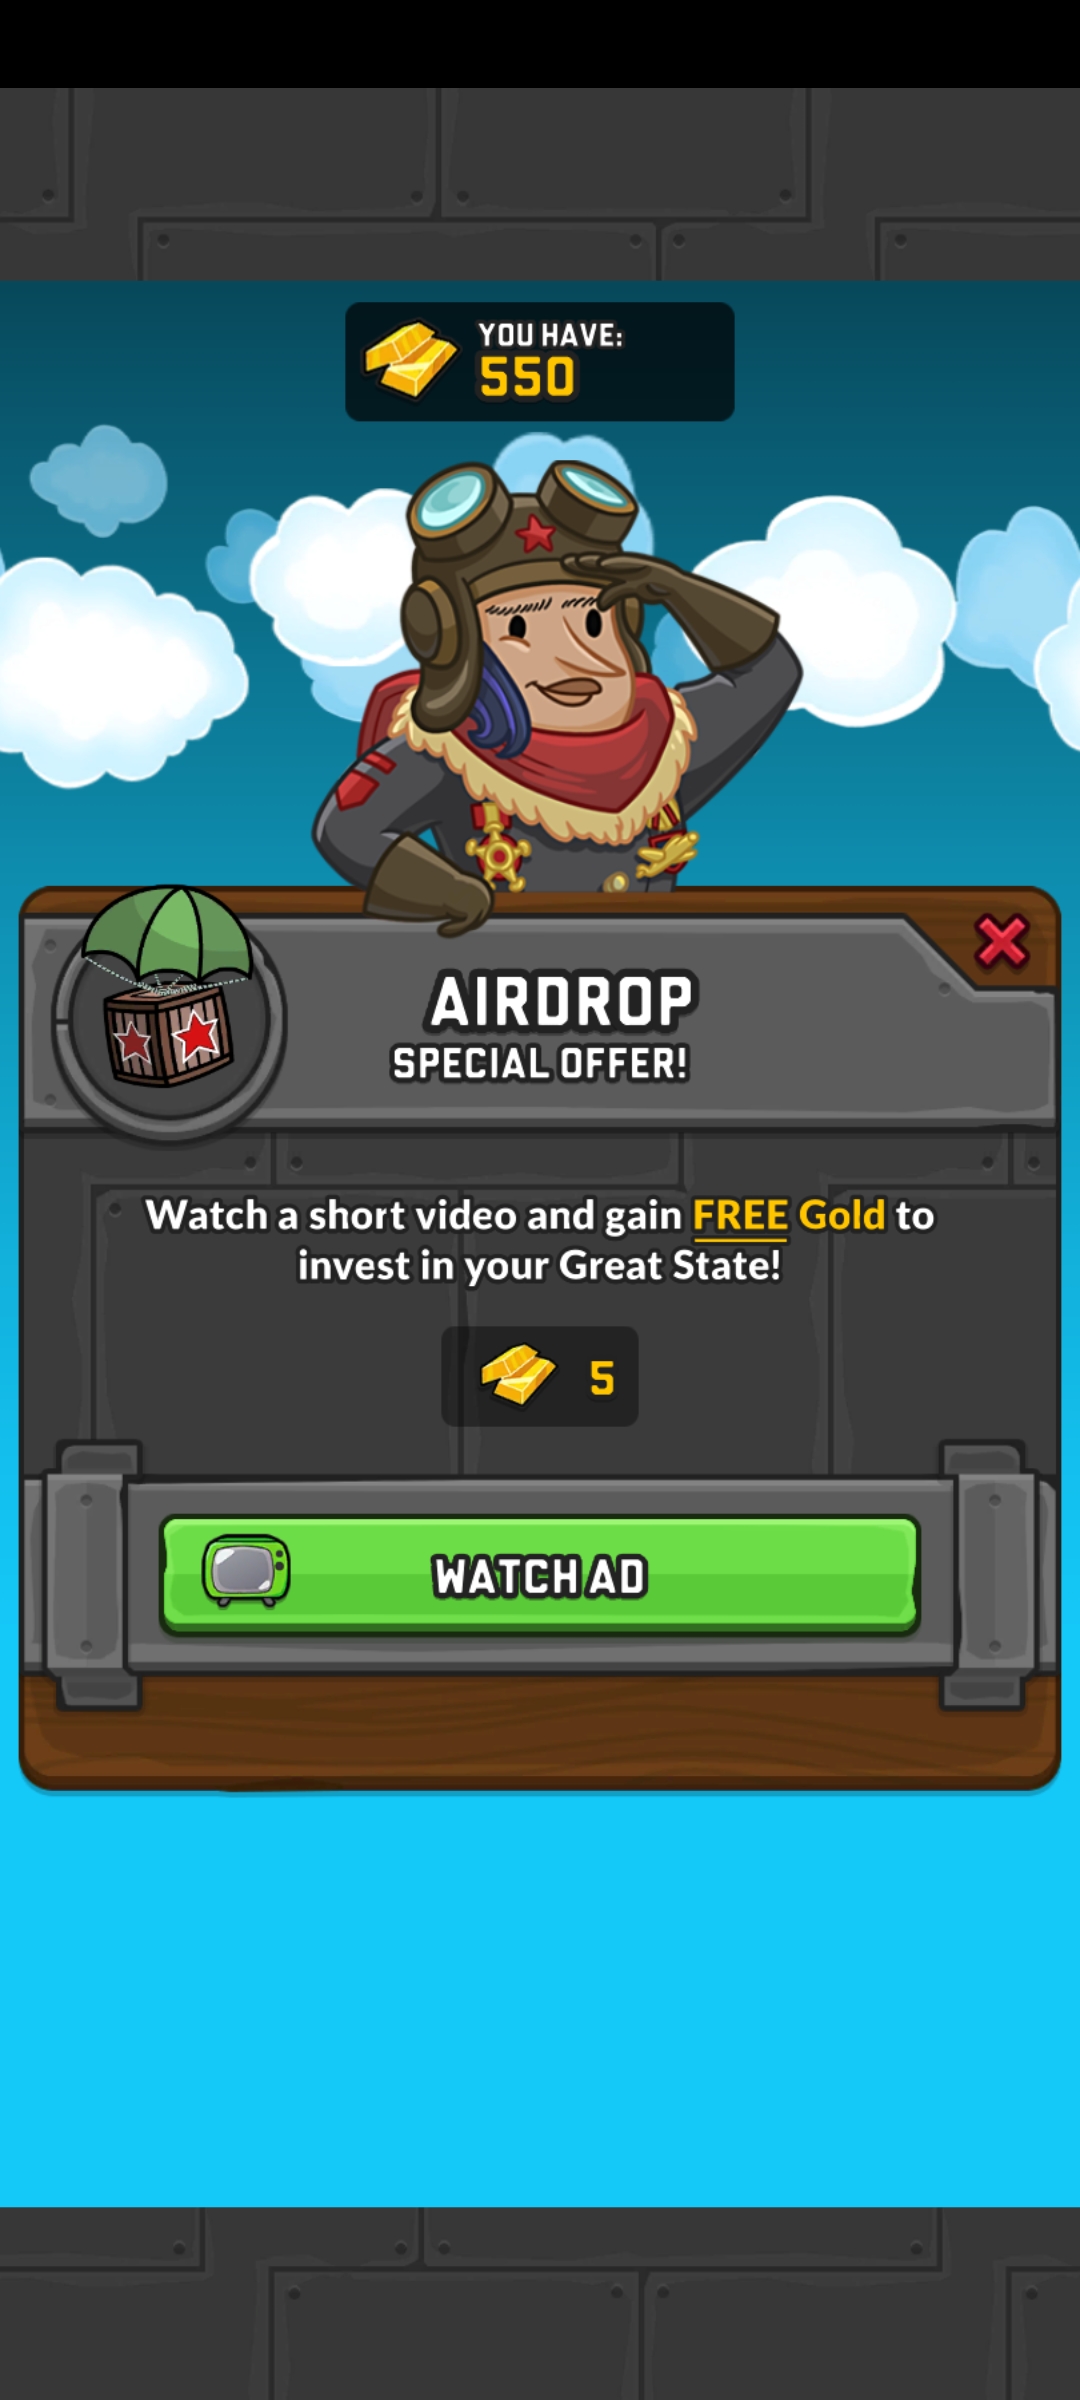 YOU HAVE:
550
AIRDROP
SPECIAL OFFER!
Watch a short video and gain FREE Gold to
invest in your Great State!
5
WATCH AD